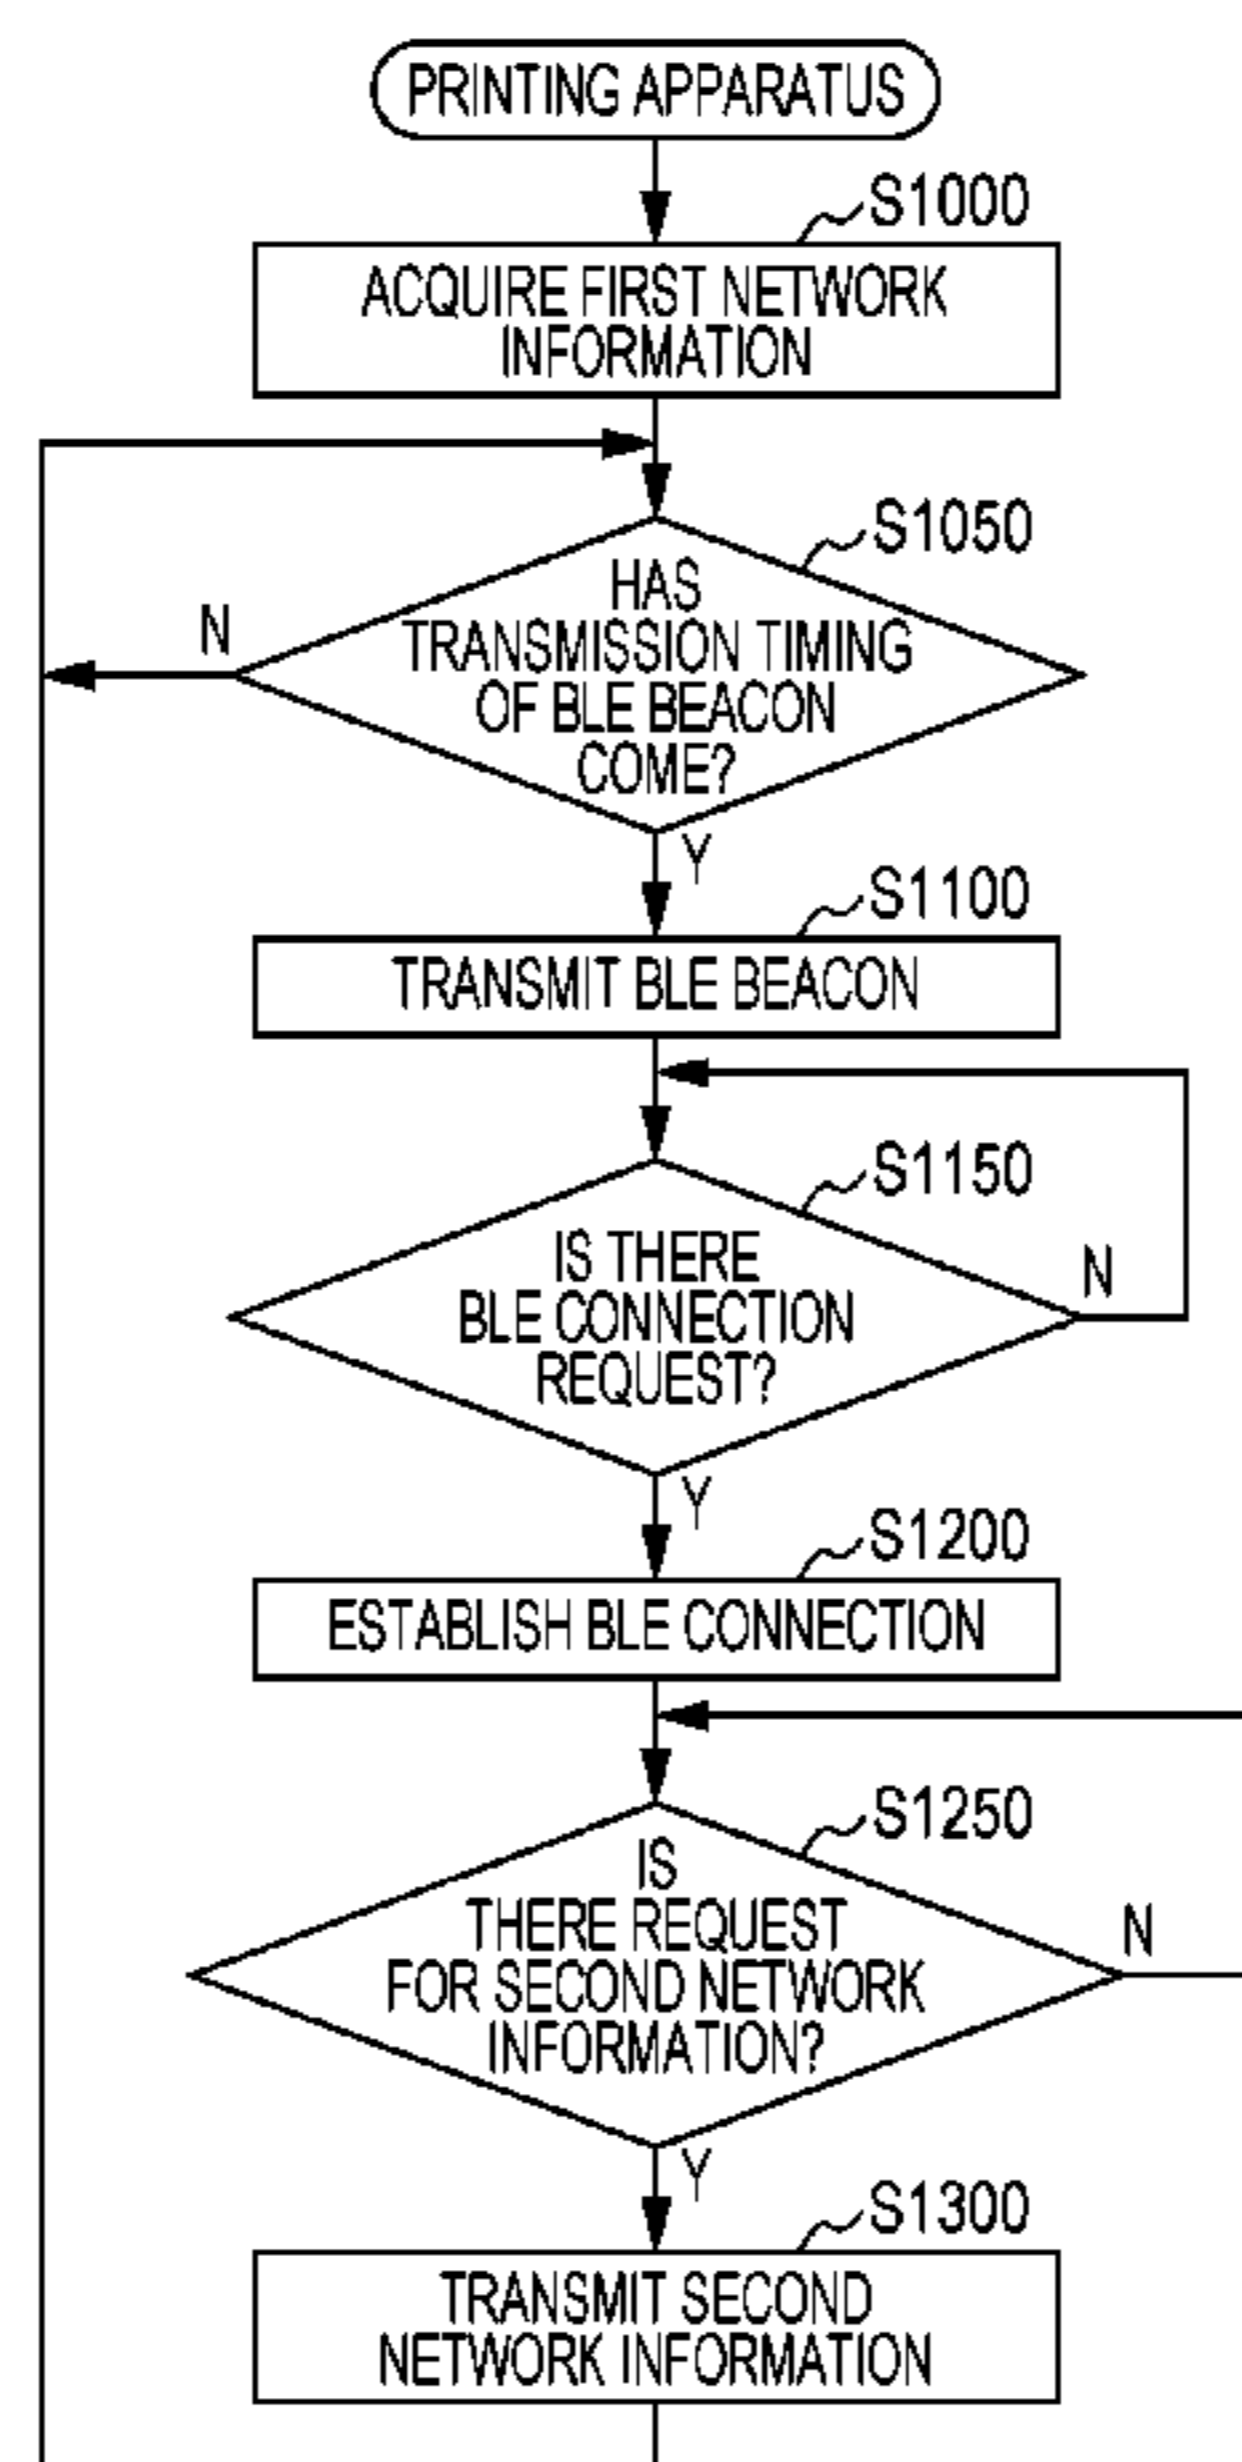 PRINTING APPARATUS
S1000
ACQUIRE FIRST NETWORK
INFORMATION
S1050
HAS
TRANSMISSION TIMING
OF BLE BEACON
COME?
N
Y
S1100
TRANSMIT BLE BEACON
S1150
IS THERE
BLE CONNECTION
REQUEST?
N
Y
S1200
ESTABLISH BLE CONNECTION
S1250
IS
THERE REQUEST
FOR SECOND NETWORK
INFORMATION?
N
Y
S1300
TRANSMIT SECOND
NETWORK INFORMATION